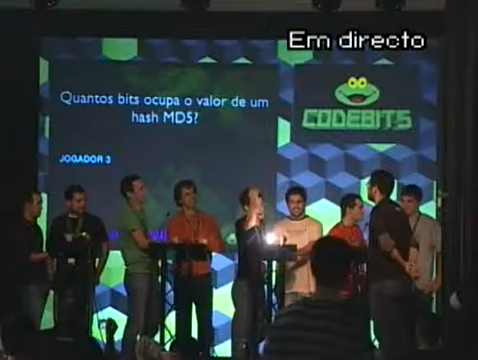 Em directo
Quantos bits ocupa o valor de um
hash MD5?
CODEBITS
JOGADOR 3